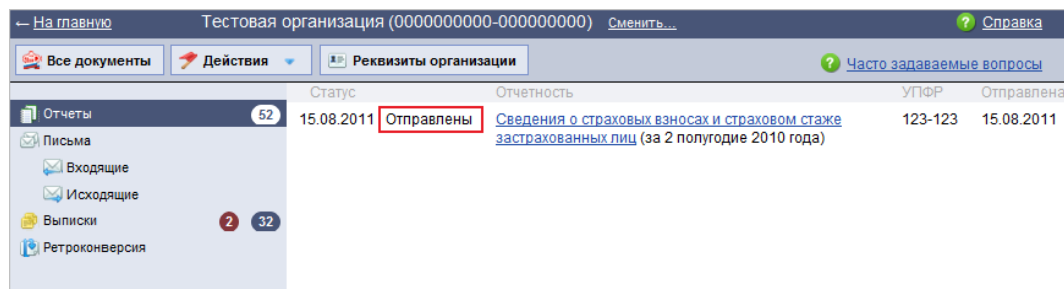 ← На главную Тестовая организация (0000000000-000000000) Сменить... ? Справка
Все документы Действия Реквизиты организации ? Часто задаваемые вопросы
Статус Отчетность УПФР Отправлена
Отчеты 52 15.08.2011 Отправлены Сведения о страховых взносах и страховом стаже 123-123 15.08.2011
застрахованных лиц (за 2 полугодие 2010 года)
Письма
Входящие
Исходящие
Выписки 2 32
Ретроконверсия